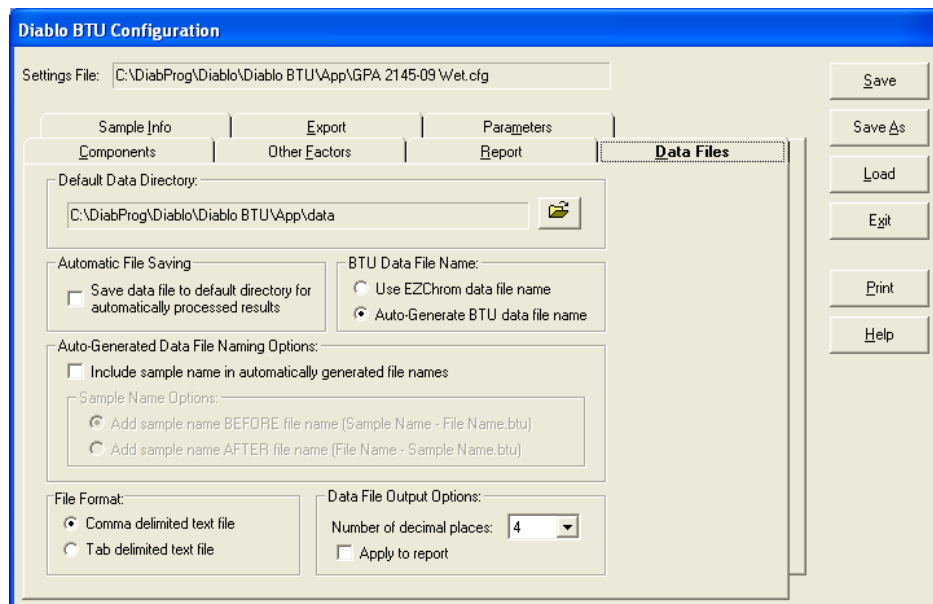 Diablo BTU Configuration
Settings File: C:\DiabProg\Diablo\Diablo BTU\App\GPA 2145-09 Wet.cfg
Save
Sample Info Export Parameters
Save As
Components Other Factors Report Data Files
Load
Default Data Directory:
C:\DiabProg\Diablo\Diablo BTU\App\data
Exit
Automatic File Saving
Save data file to default directory for
automatically processed results
BTU Data File Name:
Use EZChrom data file name
Auto-Generate BTU data file name
Print
Help
Auto-Generated Data File Naming Options:
Include sample name in automatically generated file names
Sample Name Options:
Add sample name BEFORE file name (Sample Name - File Name.btu)
Add sample name AFTER file name (File Name - Sample Name.btu)
File Format:
Comma delimited text file
Tab delimited text file
Data File Output Options:
Number of decimal places: 4
Apply to report